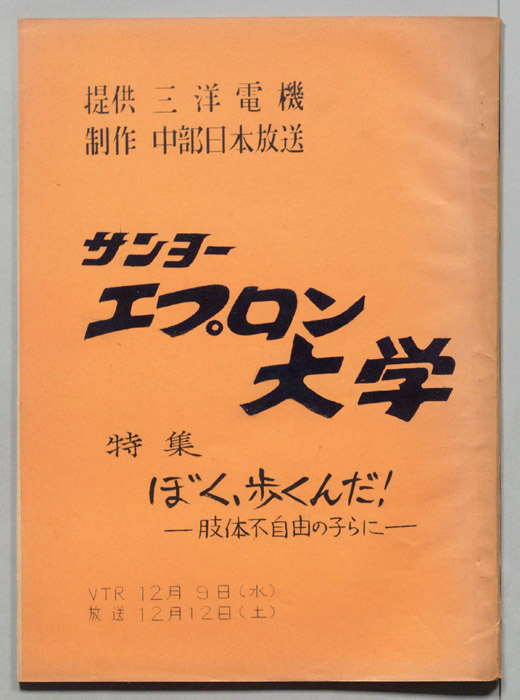 提供 三洋電機
制作 中部日本放送
サンヨー
エプロン
大学
特集
ぼく、歩くんだ!
―肢体不自由の子らに―
VTR 12月 9日(水)
放送 12月12日(土)